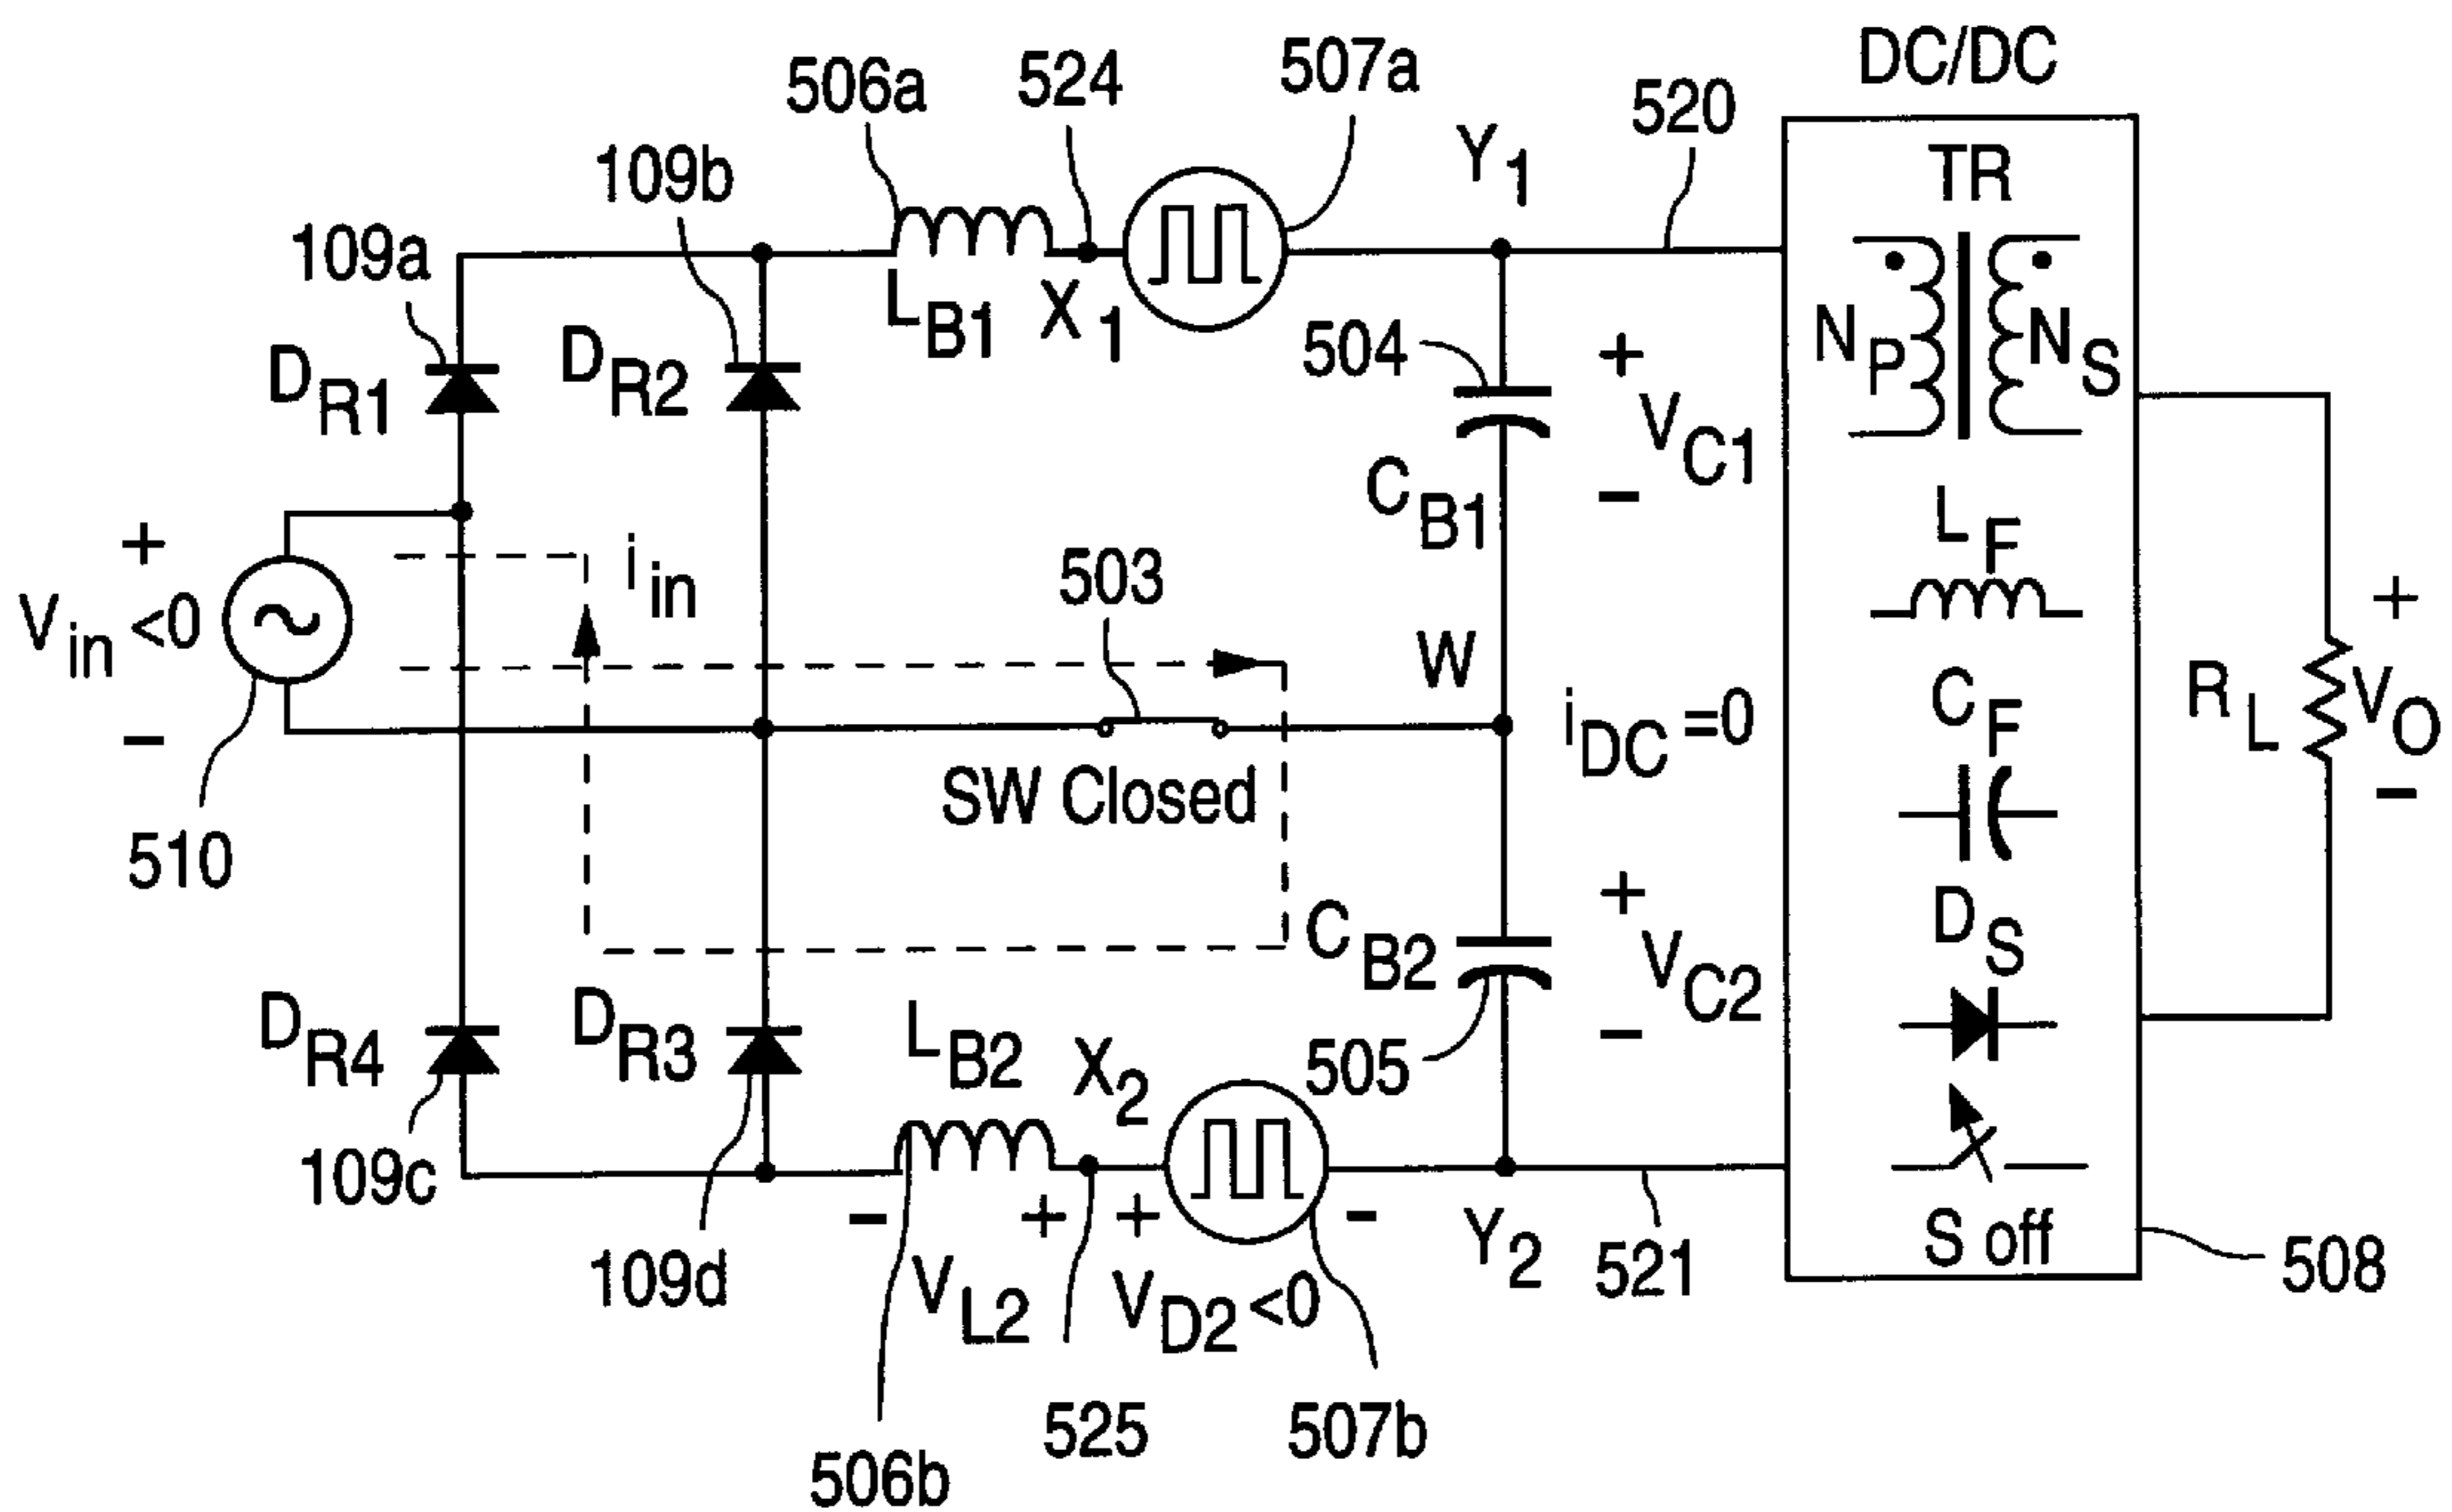 DC/DC
506a
524
507a
520
109b
Y1
TR
109a
LB1
X1
504
+
VC1
-
NP
NS
DR1
DR2
CB1
LF
+
Vin <0
-
iin
503
W
iDC =0
CF
RL
+
VO
-
SW Closed
510
+
VC2
-
CB2
DS
DR4
DR3
LB2
X2
505
109c
109d
-
+
+
-
VL2
VD2 <0
Y2
521
S off
508
506b
525
507b